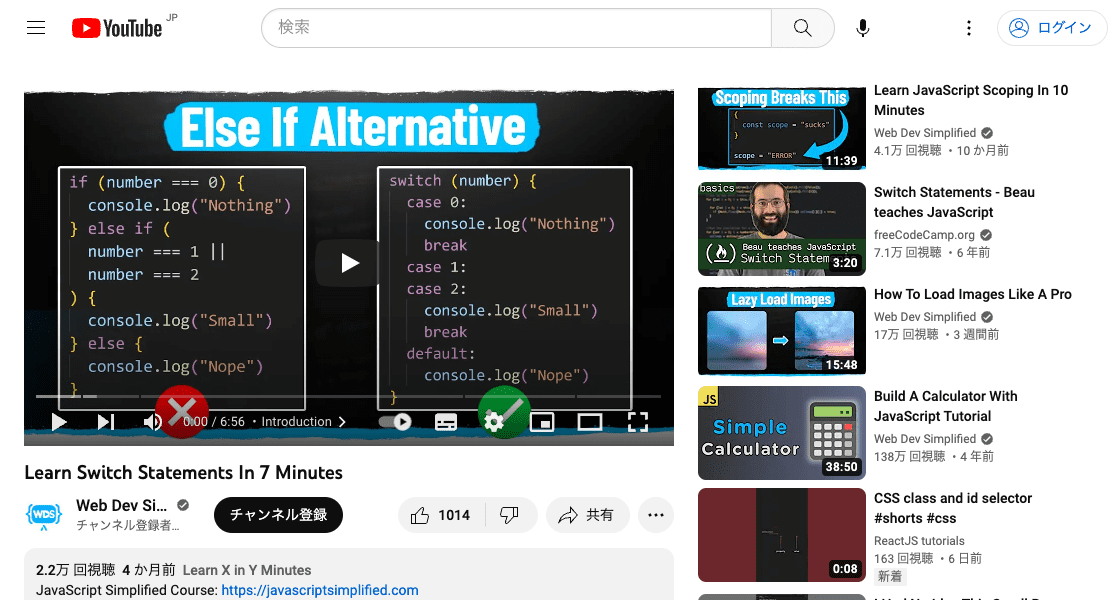 YouTube JP
検索
ログイン
Else If Alternative
if (number === 0) {
console.log("Nothing")
} else if (
number === 1 ||
number === 2
) {
console.log("Small")
} else {
console.log("Nope")
}
switch (number) {
case 0:
console.log("Nothing")
break
case 1:
case 2:
console.log("Small")
break
default:
console.log("Nope")
}
0:00 / 6:56 ・ Introduction
Learn Switch Statements In 7 Minutes
WDS
Web Dev Si...
チャンネル登録者...
チャンネル登録
1014
共有
2.2万 回視聴 4 か月前 Learn X in Y Minutes
JavaScript Simplified Course: https://javascriptsimplified.com
Scoping Breaks This
{
const scope = "sucks"
}
scope = "ERROR"
11:39
Learn JavaScript Scoping In 10
Minutes
Web Dev Simplified
4.1万 回視聴 ・10 か月前
basics
Beau teaches JavaScript
Switch Statem
3:20
Switch Statements - Beau
teaches JavaScript
freeCodeCamp.org
7.1万 回視聴 ・6 年前
Lazy Load Images
15:48
How To Load Images Like A Pro
Web Dev Simplified
17万 回視聴 ・3 週間前
JS
Simple
Calculator
38:50
Build A Calculator With
JavaScript Tutorial
Web Dev Simplified
138万 回視聴 ・4 年前
0:08
CSS class and id selector
#shorts #css
ReactJS tutorials
163 回視聴 ・6 日前
新着